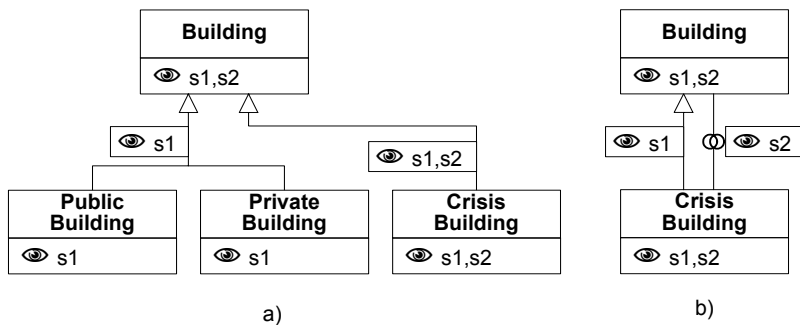 Building
s1,s2
s1
s1,s2
Public
Building
s1
Private
Building
s1
Crisis
Building
s1,s2
a)
Building
s1,s2
s1
s2
Crisis
Building
s1,s2
b)